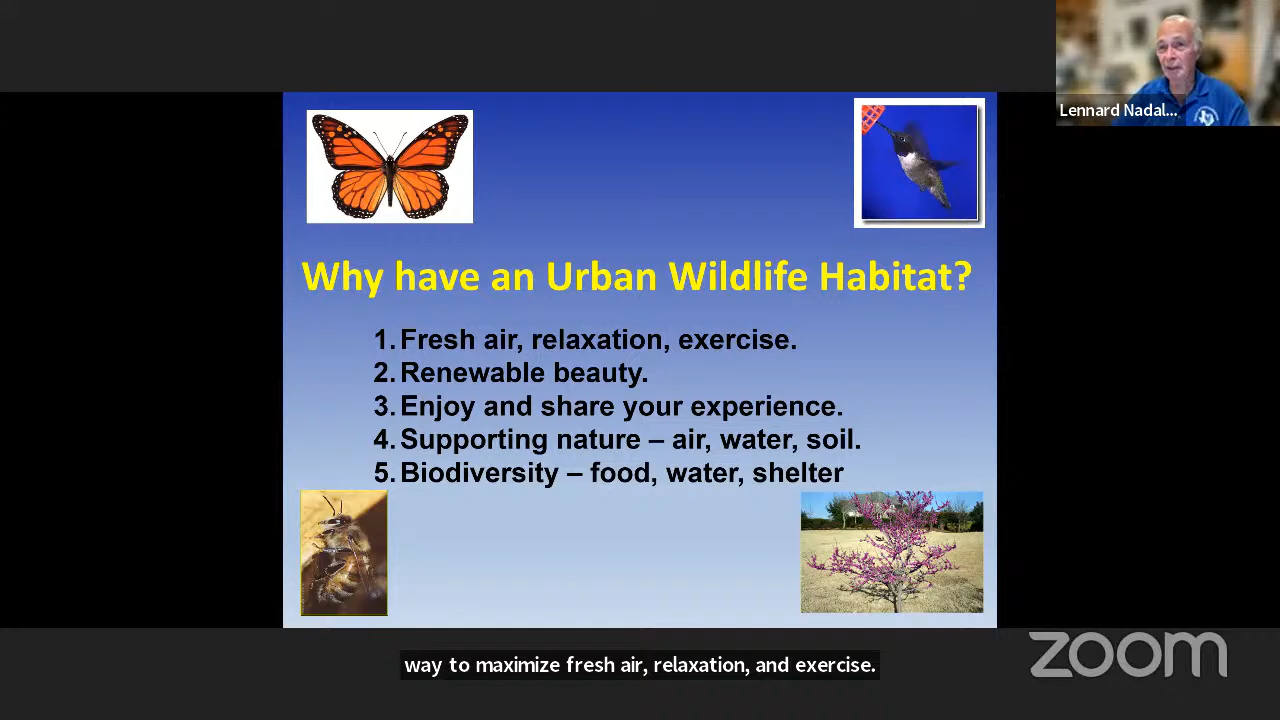 Lennard Nadal...
Why have an Urban Wildlife Habitat?
1. Fresh air, relaxation, exercise.
2. Renewable beauty.
3. Enjoy and share your experience.
4. Supporting nature – air, water, soil.
5. Biodiversity – food, water, shelter
way to maximize fresh air, relaxation, and exercise.
zoom